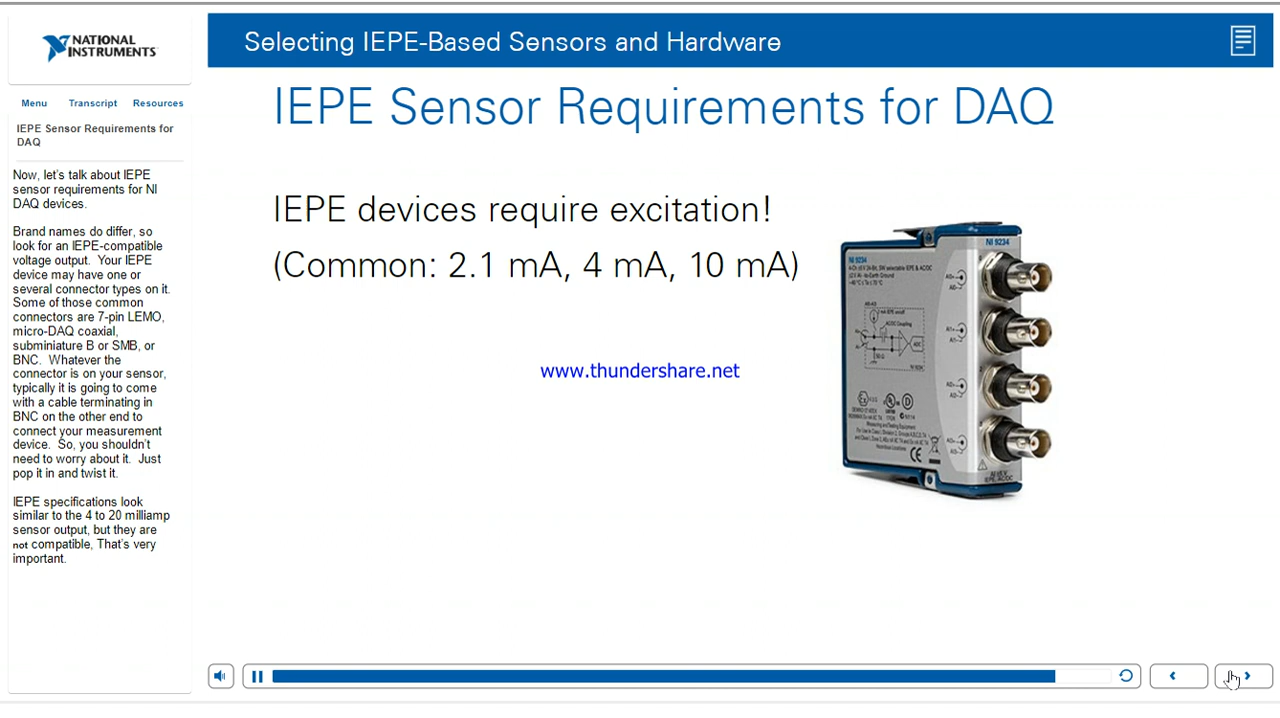 NATIONAL
INSTRUMENTS
Selecting IEPE-Based Sensors and Hardware
Menu Transcript Resources
IEPE Sensor Requirements for
DAQ
Now, let's talk about IEPE
sensor requirements for NI
DAQ devices.
Brand names do differ, so
look for an IEPE-compatible
voltage output. Your IEPE
device may have one or
several connector types on it.
Some of those common
connectors are 7-pin LEMO,
micro-DAQ coaxial,
subminiature B or SMB, or
BNC. Whatever the
connector is on your sensor,
typically it is going to come
with a cable terminating in
BNC on the other end to
connect your measurement
device. So, you shouldn't
need to worry about it. Just
pop it in and twist it.
IEPE specifications look
similar to the 4 to 20 milliamp
sensor output, but they are
not compatible, That's very
important.
IEPE Sensor Requirements for DAQ
IEPE devices require excitation!
(Common: 2.1 mA, 4 mA, 10 mA)
www.thundershare.net
NI 9234
NI 9234